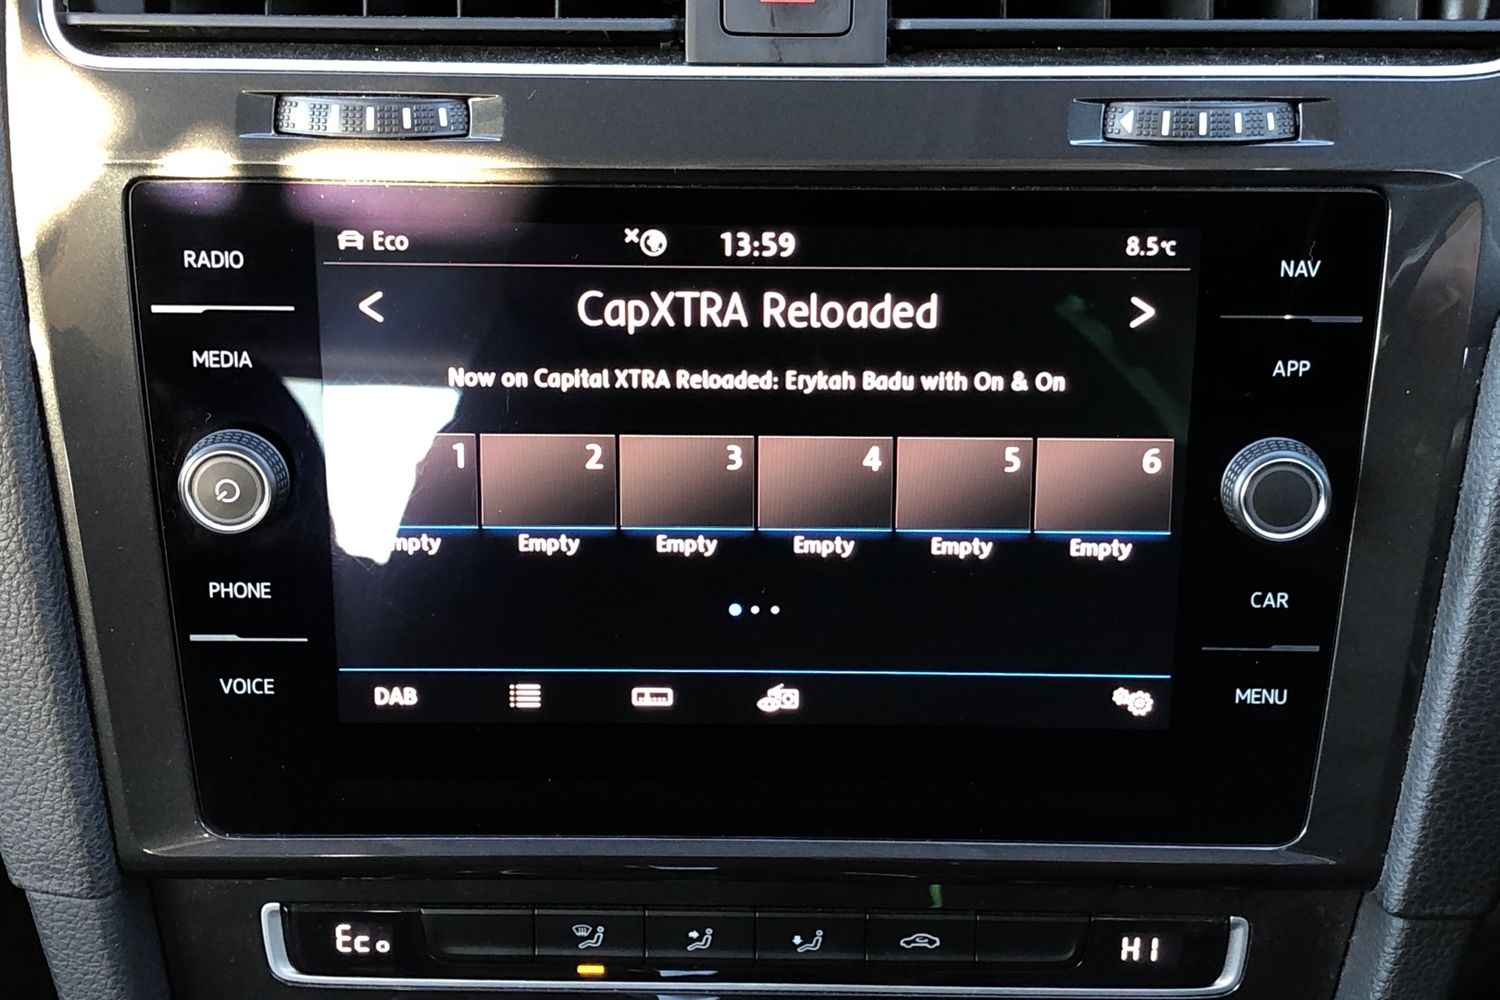 RADIO
MEDIA
PHONE
VOICE
Eco
13:59
8.5°C
CapXTRA Reloaded
Now on Capital XTRA Reloaded: Erykah Badu with On & On
1 2 3 4 5 6
mpty Empty Empty Empty Empty Empty
DAB
NAV
APP
CAR
MENU
Eco
HI